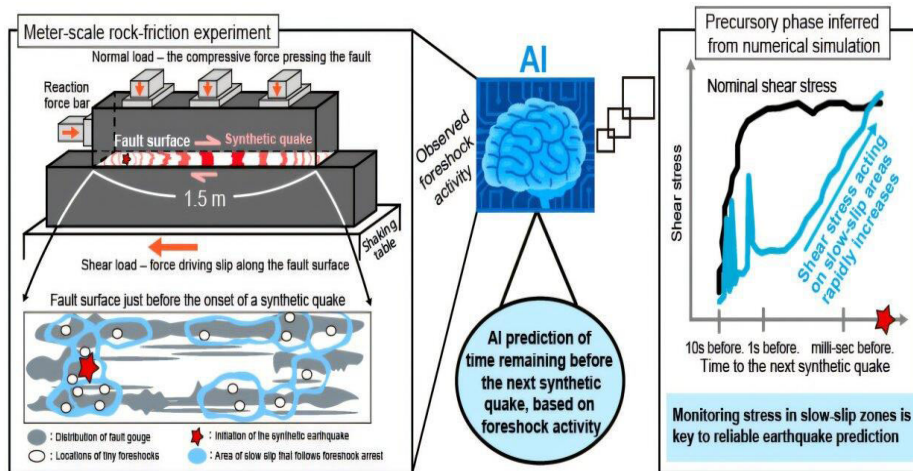 Meter-scale rock-friction experiment
Normal load – the compressive force pressing the fault
Reaction
force bar
Fault surface
Synthetic quake
1.5 m
Shaking
table
Shear load - force driving slip along the fault surface
Fault surface just before the onset of a synthetic quake
: Distribution of fault gouge
: Initiation of the synthetic earthquake
: Locations of tiny foreshocks
: Area of slow slip that follows foreshock arrest
Observed
foreshock
activity
AI
AI prediction of
time remaining before
the next synthetic
quake, based on
foreshock activity
Precursory phase inferred
from numerical simulation
Nominal shear stress
Shear stress
Shear stress acting
on slow-slip areas
rapidly increases
10s before. 1s before. milli-sec before.
Time to the next synthetic quake
Monitoring stress in slow-slip zones is
key to reliable earthquake prediction